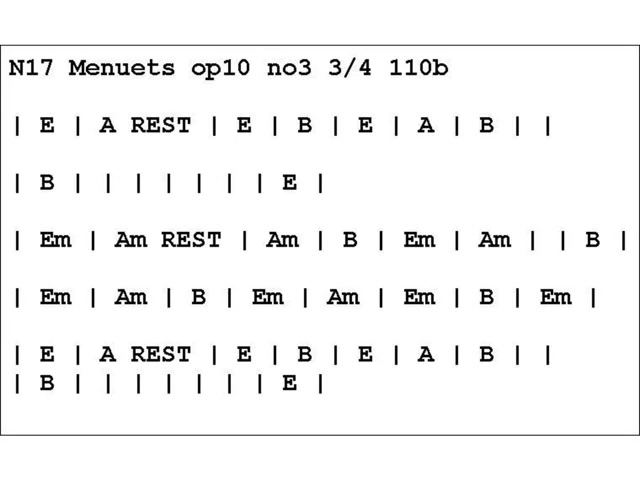 N17 Menuets op10 no3 3/4 110b
| E | A REST | E | B | E | A | B | |
| B | | | | | | | E |
| Em | Am REST | Am | B | Em | Am | | B |
| Em | Am | B | Em | Am | Em | B | Em |
| E | A REST | E | B | E | A | B | |
| B | | | | | | | E |